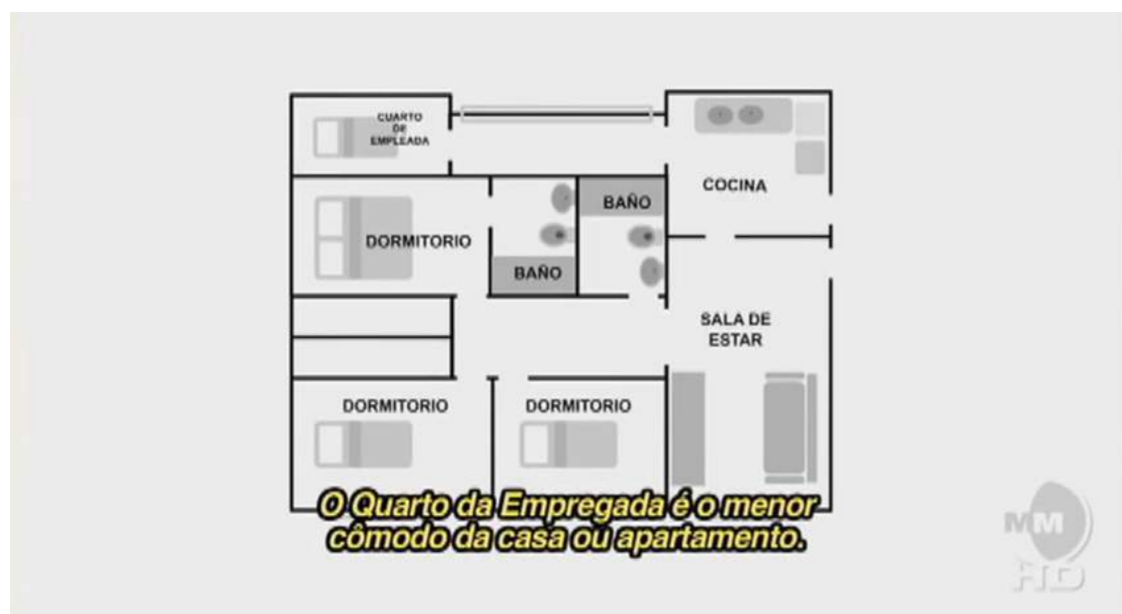 CUARTO
DE
EMPLEADA
COCINA
BAÑO
DORMITORIO
BAÑO
SALA DE
ESTAR
DORMITORIO
DORMITORIO
O Quarto da Empregada é o menor
cômodo da casa ou apartamento.
MM
HD